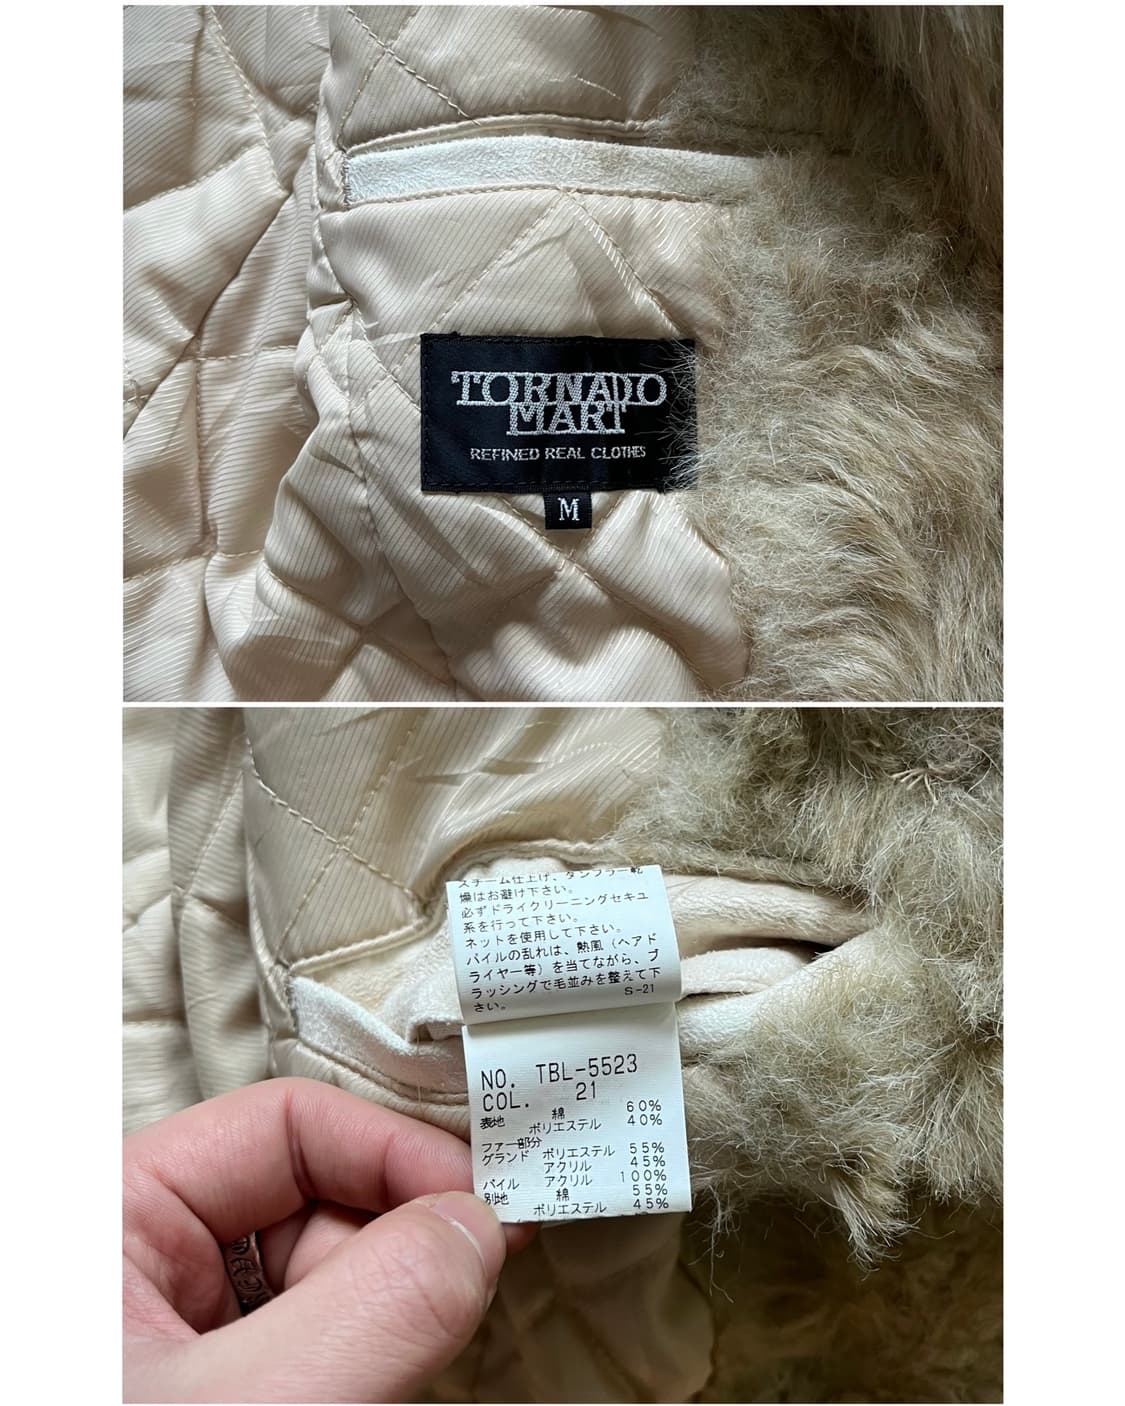 TORNADO
MART
REFINED REAL CLOTHES
M
スチーム仕上げ、タンブラー乾
燥はお避け下さい。
必ずドライクリーニングセキユ
系を行って下さい。
ネットを使用して下さい。
パイルの乱れは、熱風(ヘアド
ライヤー等)を当てながら、ブ
ラッシングで毛並みを整えて下
さい。 S-21
NO. TBL-5523
COL. 21
表地 綿 60%
ポリエステル 40%
ファー部分
グランド ポリエステル 55%
アクリル 45%
パイル アクリル 100%
別地 綿 55%
ポリエステル 45%